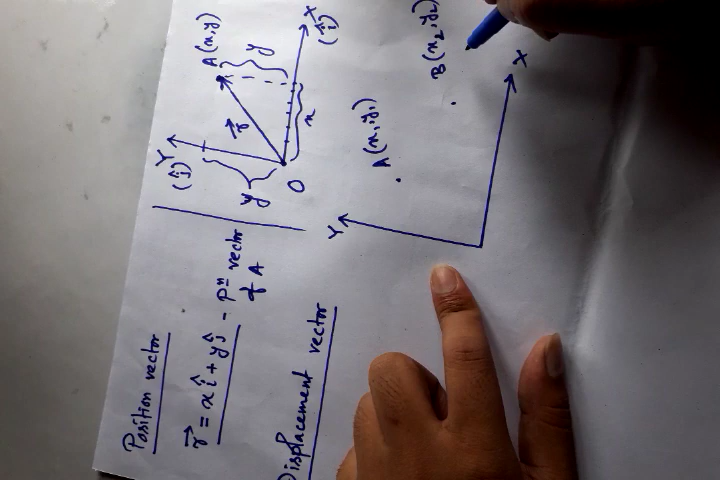 Position vector
r⃗ = xî + yĵ - pⁿ vector
of A
Y
(ĵ)
A(x,y)
y
r⃗
y
x
O
X
(î)
Displacement vector
Y
A(x₁,y₁)
B(x₂,y₂)
X